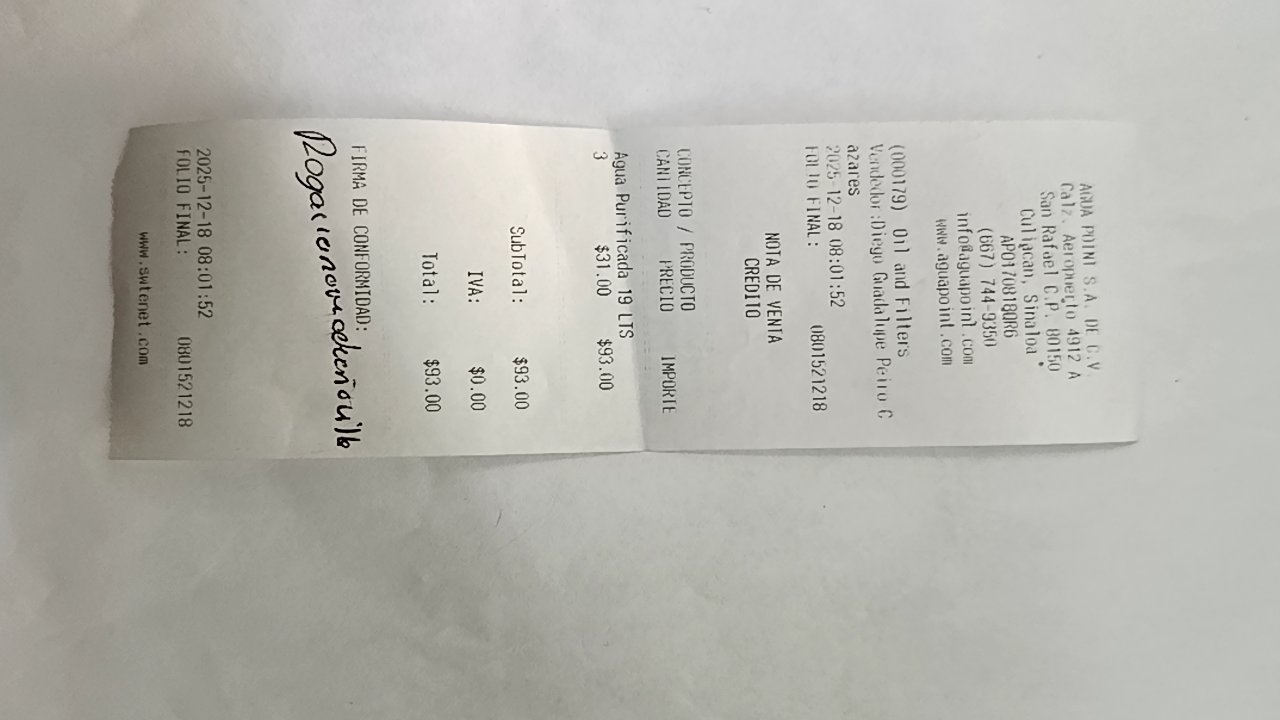 AGUA POINT S.A. DE C.V.
Calz. Aeropuerto 4912 A
San Rafael C.P. 80150
Culiacan, Sinaloa
APO170818QR6
(667) 744-9350
info@aguapoint.com
www.aguapoint.com
(000179) Oil and Filters
Vendedor:Diego Guadalupe Peiro C
azares
2025-12-18 08:01:52
FOLIO FINAL: 0801521218
NOTA DE VENTA
CREDITO
CONCEPTO / PRODUCTO
CANTIDAD PRECIO IMPORTE
Agua Purificada 19 LTS
3 $31.00 $93.00
SubTotal: $93.00
IVA: $0.00
Total: $93.00
FIRMA DE CONFORMIDAD:
2025-12-18 08:01:52
FOLIO FINAL: 0801521218
www.swtenet.com